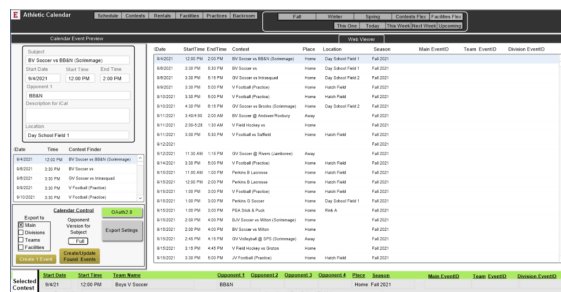 E Athletic Calendar
Schedule Contests Rentals Facilities Practices Backroom
Fall Winter Spring Contests Flex Facilities Flex
This One Today This Week Next Week Upcoming
Calendar Event Preview
Web Viewer
Subject
BV Soccer vs BB&N (Scrimmage)
Start Date Start Time End Time
9/4/2021 12:00 PM 2:00 PM
Opponent 1
BB&N
Description for iCal
Location
Day School Field 1
Date Time Contest Finder
9/4/2021 12:00 PM BV Soccer vs BB&N (Scrimmage)
9/8/2021 3:30 PM BV Soccer vs
9/8/2021 3:30 PM GV Soccer vs Intrasquad
9/8/2021 3:30 PM V Football (Practice)
9/10/2021 3:30 PM V Football (Practice)
Calendar Control
Export to
X Main
Divisions
Teams
Facilities
Opponent
Version for
Subject
Full
OAuth2.0
Export Settings
Create 1 Event
Create/Update
Found Events
Date StartTime EndTime Contest Place Location Season Main EventID Team EventID Division EventID
9/4/2021 12:00 PM 2:00 PM BV Soccer vs BB&N (Scrimmage) Home Day School Field 1 Fall 2021
9/8/2021 3:30 PM 5:30 PM BV Soccer vs Home Day School Field 1 Fall 2021
9/8/2021 3:30 PM 5:15 PM GV Soccer vs Intrasquad Home Day School Field 2 Fall 2021
9/8/2021 3:30 PM 5:00 PM V Football (Practice) Home Hatch Field Fall 2021
9/10/2021 3:30 PM 5:30 PM V Football (Practice) Home Hatch Field Fall 2021
9/10/2021 4:30 PM 6:15 PM GV Soccer vs Brooks (Scrimmage) Home Day School Field 2 Fall 2021
9/11/2021 2:00 AM BV Soccer @ Andover/Roxbury Away Fall 2021
9/11/2021 1:30 AM V Field Hockey vs Home Fall 2021
9/11/2021 3:30 PM 5:30 PM V Football vs Suffield Home Hatch Field Fall 2021
9/12/2021 Fall 2021
9/12/2021 11:00 AM 1:15 PM GV Soccer @ Rivers (Jamboree) Away Fall 2021
9/14/2021 3:30 PM 5:00 PM V Football (Practice) Home Hatch Field Fall 2021
9/15/2021 11:00 AM 1:00 PM Perkins B Lacrosse Home Hatch Field Fall 2021
9/15/2021 12:00 PM 2:00 PM Perkins B Lacrosse Home Hatch Field Fall 2021
9/15/2021 1:00 PM 3:00 PM V Football (Practice) Home Hatch Field Fall 2021
9/15/2021 1:00 PM 3:00 PM Perkins G Soccer Home Day School Field 1 Fall 2021
9/15/2021 1:00 PM 3:00 PM PSA Stick & Puck Home Rink A Fall 2021
9/15/2021 2:00 PM 4:00 PM BJV Soccer vs Milton (Scrimmage) Home Fall 2021
9/15/2021 2:05 PM 4:00 PM BV Soccer vs Milton Home Fall 2021
9/15/2021 2:45 PM 4:15 PM GV Volleyball @ SPS (Scrimmage) Away Fall 2021
9/15/2021 3:15 PM 4:45 PM V Field Hockey vs Groton Home Fall 2021
9/16/2021 3:30 PM 5:00 PM JV Football (Practice) Home Hatch Field Fall 2021
Selected
Contest
Start Date Start Time Team Name Opponent 1 Opponent 2 Opponent 3 Opponent 4 Place Season Main EventID Team EventID Division EventID
9/4/21 12:00 PM Boys V Soccer BB&N Home Fall 2021